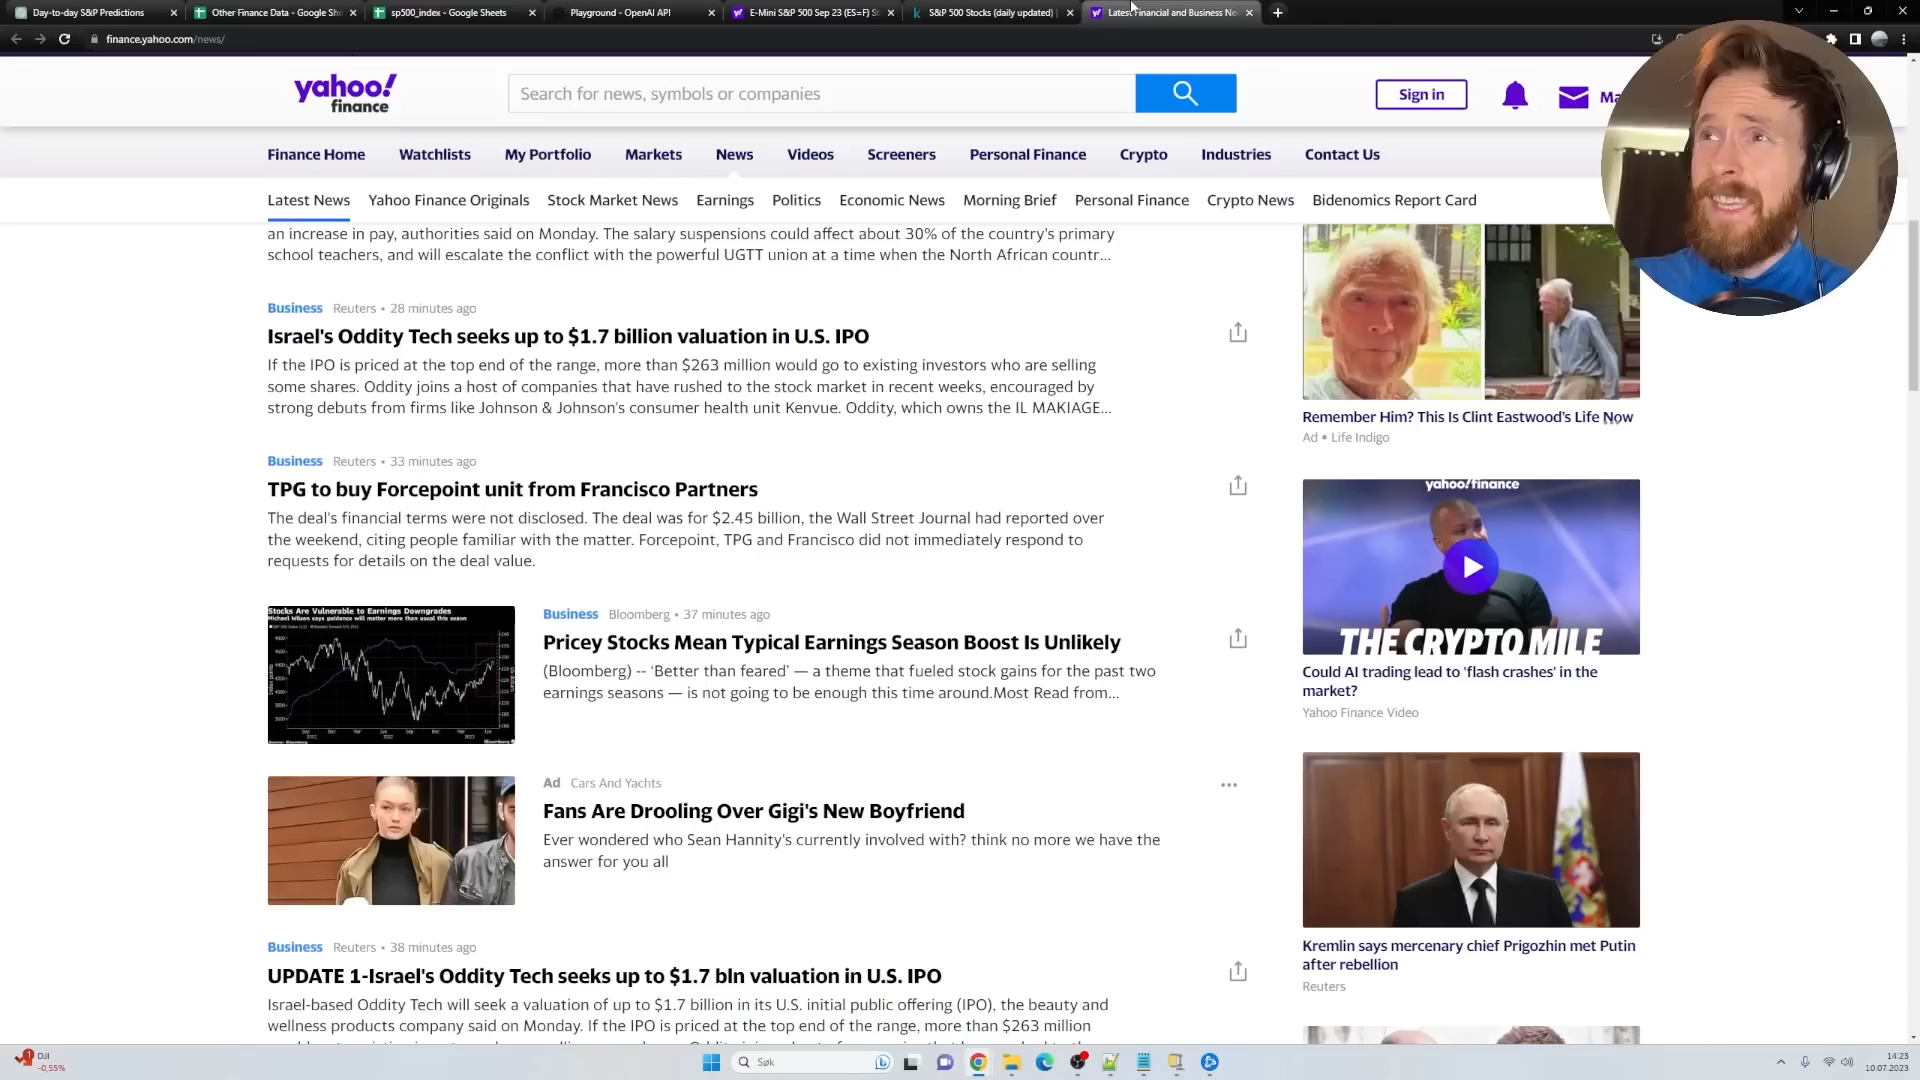 Day-to-day S&P Predictions
Other Finance Data - Google She
sp500_index - Google Sheets
Playground - OpenAI API
E-Mini S&P 500 Sep 23 (ES=F) St
S&P 500 Stocks (daily updated) |
Latest Financial and Business Ne
finance.yahoo.com/news/
yahoo!
finance
Search for news, symbols or companies
Sign in
Ma
Finance Home
Watchlists
My Portfolio
Markets
News
Videos
Screeners
Personal Finance
Crypto
Industries
Contact Us
Latest News
Yahoo Finance Originals
Stock Market News
Earnings
Politics
Economic News
Morning Brief
Personal Finance
Crypto News
Bidenomics Report Card
an increase in pay, authorities said on Monday. The salary suspensions could affect about 30% of the country's primary
school teachers, and will escalate the conflict with the powerful UGTT union at a time when the North African countr...
Business Reuters • 28 minutes ago
Israel's Oddity Tech seeks up to $1.7 billion valuation in U.S. IPO
If the IPO is priced at the top end of the range, more than $263 million would go to existing investors who are selling
some shares. Oddity joins a host of companies that have rushed to the stock market in recent weeks, encouraged by
strong debuts from firms like Johnson & Johnson's consumer health unit Kenvue. Oddity, which owns the IL MAKIAGE...
Business Reuters • 33 minutes ago
TPG to buy Forcepoint unit from Francisco Partners
The deal's financial terms were not disclosed. The deal was for $2.45 billion, the Wall Street Journal had reported over
the weekend, citing people familiar with the matter. Forcepoint, TPG and Francisco did not immediately respond to
requests for details on the deal value.
Stocks Are Vulnerable to Earnings Downgrades
Michael Wilson says guidance will matter more than usual this season
Business Bloomberg • 37 minutes ago
Pricey Stocks Mean Typical Earnings Season Boost Is Unlikely
(Bloomberg) -- 'Better than feared' — a theme that fueled stock gains for the past two
earnings seasons — is not going to be enough this time around.Most Read from...
Ad Cars And Yachts
Fans Are Drooling Over Gigi's New Boyfriend
Ever wondered who Sean Hannity's currently involved with? think no more we have the
answer for you all
Business Reuters • 38 minutes ago
UPDATE 1-Israel's Oddity Tech seeks up to $1.7 bln valuation in U.S. IPO
Israel-based Oddity Tech will seek a valuation of up to $1.7 billion in its U.S. initial public offering (IPO), the beauty and
wellness products company said on Monday. If the IPO is priced at the top end of the range, more than $263 million
Remember Him? This Is Clint Eastwood's Life Now
Ad • Life Indigo
yahoo!finance
THE CRYPTO MILE
Could AI trading lead to 'flash crashes' in the
market?
Yahoo Finance Video
Kremlin says mercenary chief Prigozhin met Putin
after rebellion
Reuters
1
DJI
-0,55%
Søk
14:23
10.07.2023